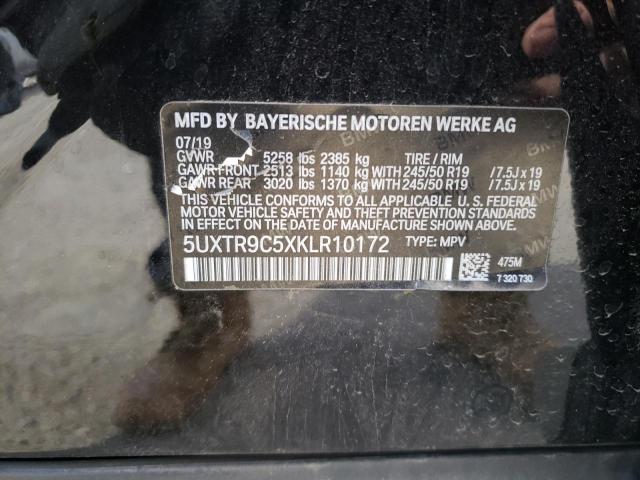 MFD BY BAYERISCHE MOTOREN WERKE AG
07/19
GVWR 5258 lbs 2385 kg TIRE / RIM
GAWR FRONT 2513 lbs 1140 kg WITH 245/50 R19 /7.5J x 19
GAWR REAR 3020 lbs 1370 kg WITH 245/50 R19 /7.5J x 19
THIS VEHICLE CONFORMS TO ALL APPLICABLE U. S. FEDERAL
MOTOR VEHICLE SAFETY AND THEFT PREVENTION STANDARDS
IN EFFECT ON THE DATE OF MANUFACTURE SHOWN ABOVE.
5UXTR9C5XKLR10172 TYPE: MPV
475M
7 320 730